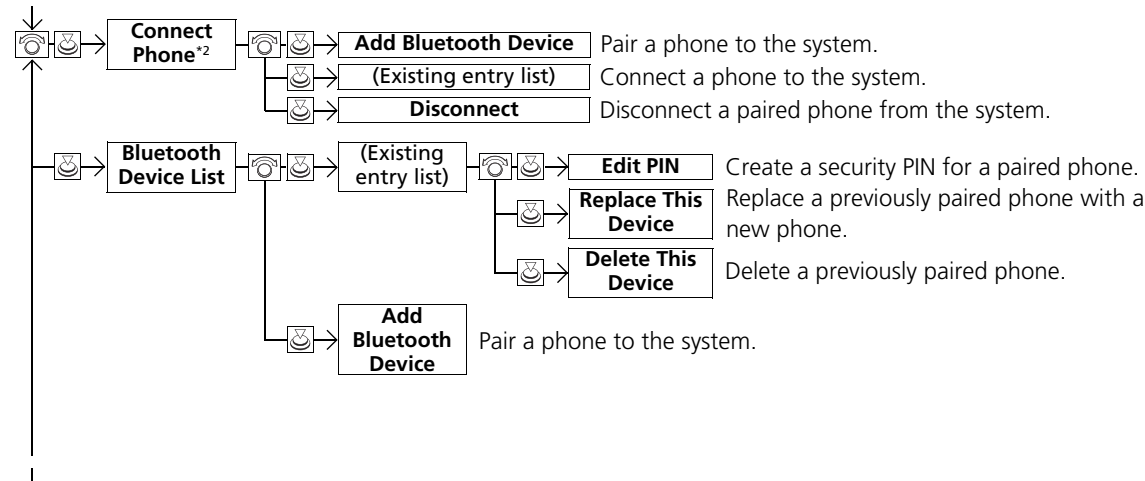 Connect
Phone*2
Add Bluetooth Device
Pair a phone to the system.
(Existing entry list)
Connect a phone to the system.
Disconnect
Disconnect a paired phone from the system.
Bluetooth
Device List
(Existing
entry list)
Edit PIN
Create a security PIN for a paired phone.
Replace This
Device
Replace a previously paired phone with a
new phone.
Delete This
Device
Delete a previously paired phone.
Add
Bluetooth
Device
Pair a phone to the system.